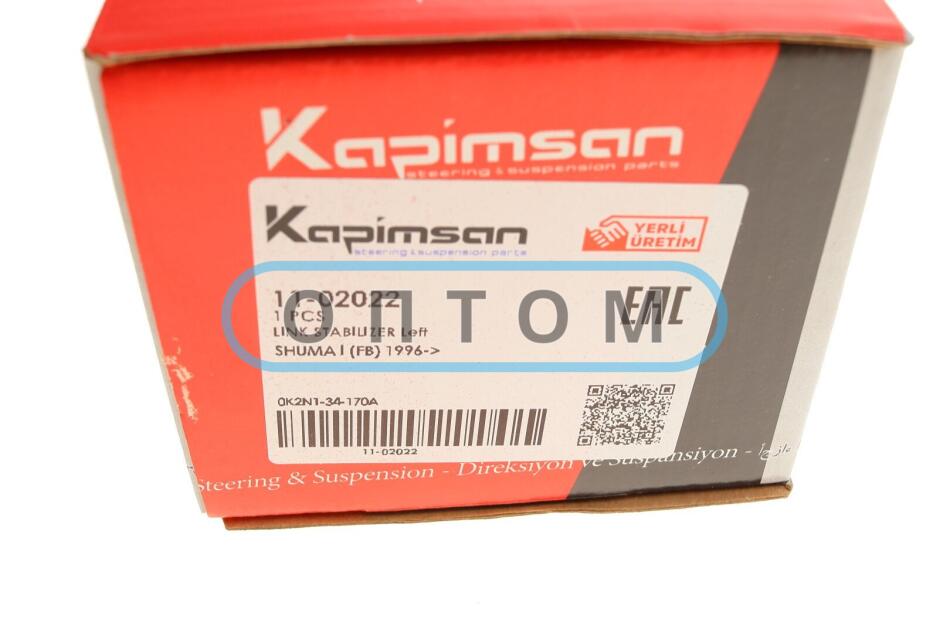 Kapimsan
steering & suspension parts
Kapimsan
steering & suspension parts
YERLİ
ÜRETİM
11-02022
1 PCS
LINK STABILIZER Left
SHUMA I (FB) 1996->
EAC
ОПТОМ
0K2N1-34-170A
11-02022
Steering & Suspension - Direksiyon ve Suspansiyon -